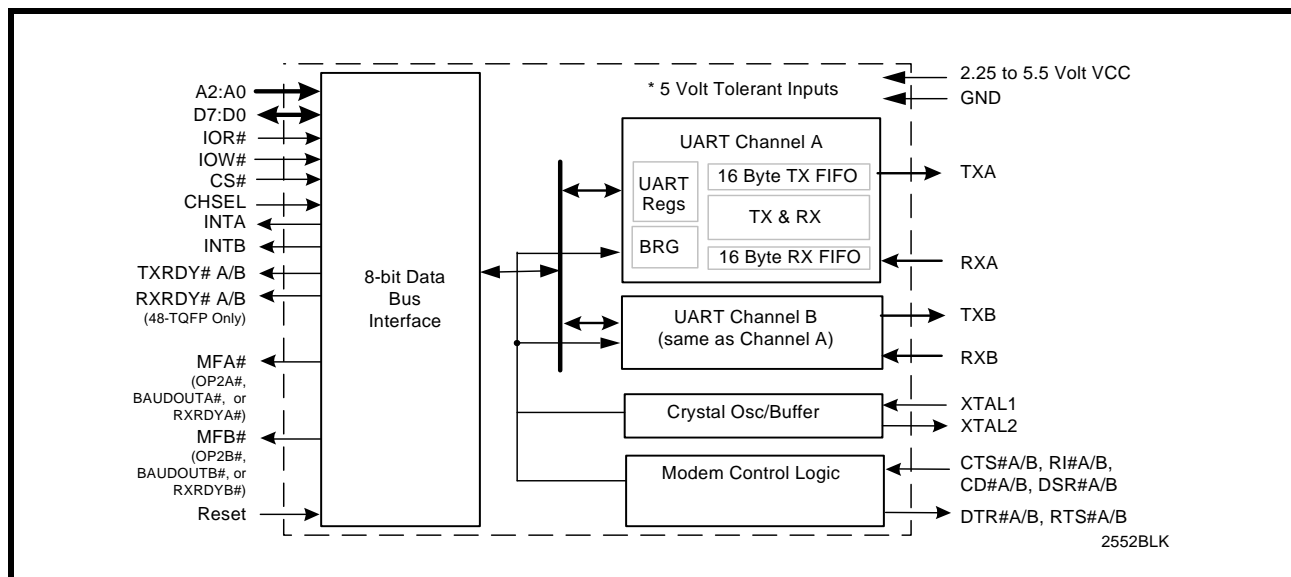 A2:A0
D7:D0
IOR#
IOW#
CS#
CHSEL
INTA
INTB
TXRDY# A/B
RXRDY# A/B
(48-TQFP Only)
MFA#
(OP2A#,
BAUDOUTA#, or
RXRDYA#)
MFB#
(OP2B#,
BAUDOUTB#, or
RXRDYB#)
Reset
8-bit Data
Bus
Interface
* 5 Volt Tolerant Inputs
UART Channel A
UART
Regs
BRG
16 Byte TX FIFO
TX & RX
16 Byte RX FIFO
UART Channel B
(same as Channel A)
Crystal Osc/Buffer
Modem Control Logic
2.25 to 5.5 Volt VCC
GND
TXA
RXA
TXB
RXB
XTAL1
XTAL2
CTS#A/B, RI#A/B,
CD#A/B, DSR#A/B
DTR#A/B, RTS#A/B
2552BLK